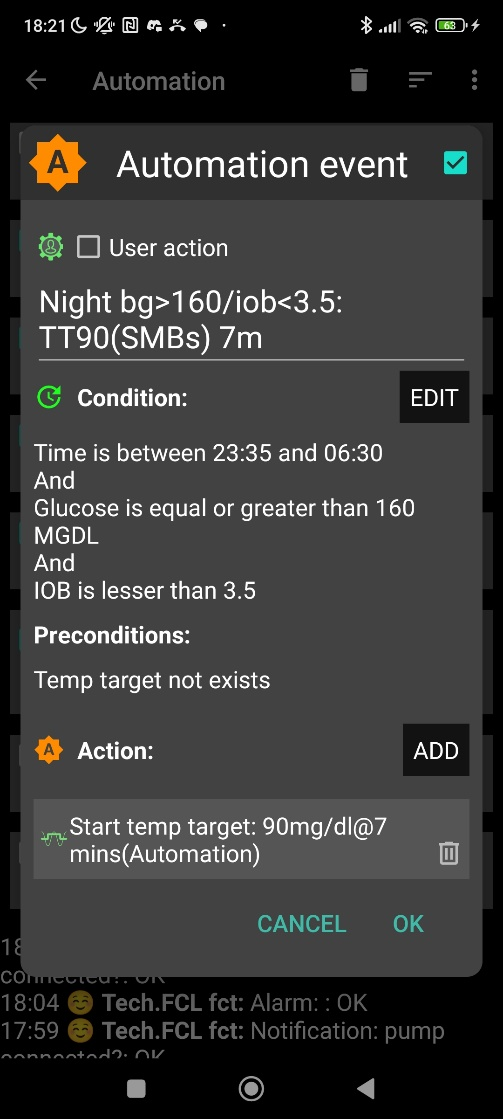 18:21
63
Automation
A
Automation event
User action
Night bg>160/iob<3.5:
TT90(SMBs) 7m
Condition:
EDIT
Time is between 23:35 and 06:30
And
Glucose is equal or greater than 160
MGDL
And
IOB is lesser than 3.5
Preconditions:
Temp target not exists
A
Action:
ADD
Start temp target: 90mg/dl@7
mins(Automation)
CANCEL
OK
18
connected?: OK
18:04 ☺️ Tech.FCL fct: Alarm: : OK
17:59 ☺️ Tech.FCL fct: Notification: pump
connected?: OK